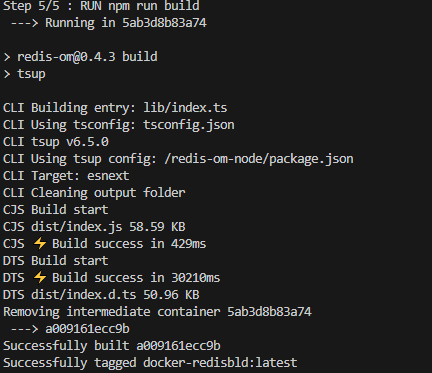 Step 5/5 : RUN npm run build
---> Running in 5ab3d8b83a74
> redis-om@0.4.3 build
> tsup
CLI Building entry: lib/index.ts
CLI Using tsconfig: tsconfig.json
CLI tsup v6.5.0
CLI Using tsup config: /redis-om-node/package.json
CLI Target: esnext
CLI Cleaning output folder
CJS Build start
CJS dist/index.js 58.59 KB
CJS ⚡ Build success in 429ms
DTS Build start
DTS ⚡ Build success in 30210ms
DTS dist/index.d.ts 50.96 KB
Removing intermediate container 5ab3d8b83a74
---> a009161ecc9b
Successfully built a009161ecc9b
Successfully tagged docker-redisbld:latest